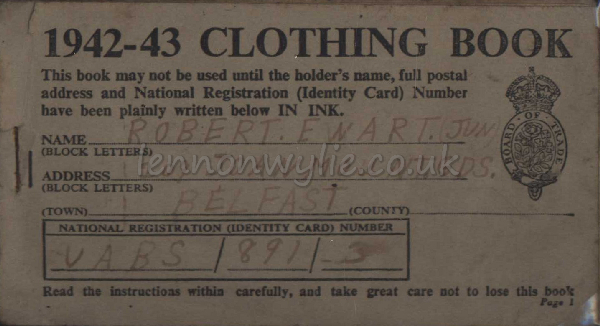 1942-43 CLOTHING BOOK
This book may not be used until the holder's name, full postal
address and National Registration (Identity Card) Number
have been plainly written below IN INK.
NAME ROBERT. EWART. (JUN
(BLOCK LETTERS)
ADDRESS
(BLOCK LETTERS)
lennonwylie.co.uk
BELFAST
(TOWN) (COUNTY)
NATIONAL REGISTRATION (IDENTITY CARD) NUMBER
UABS / 891 / 3
Read the instructions within carefully, and take great care not to lose this book
Page 1
BOARD · OF · TRADE